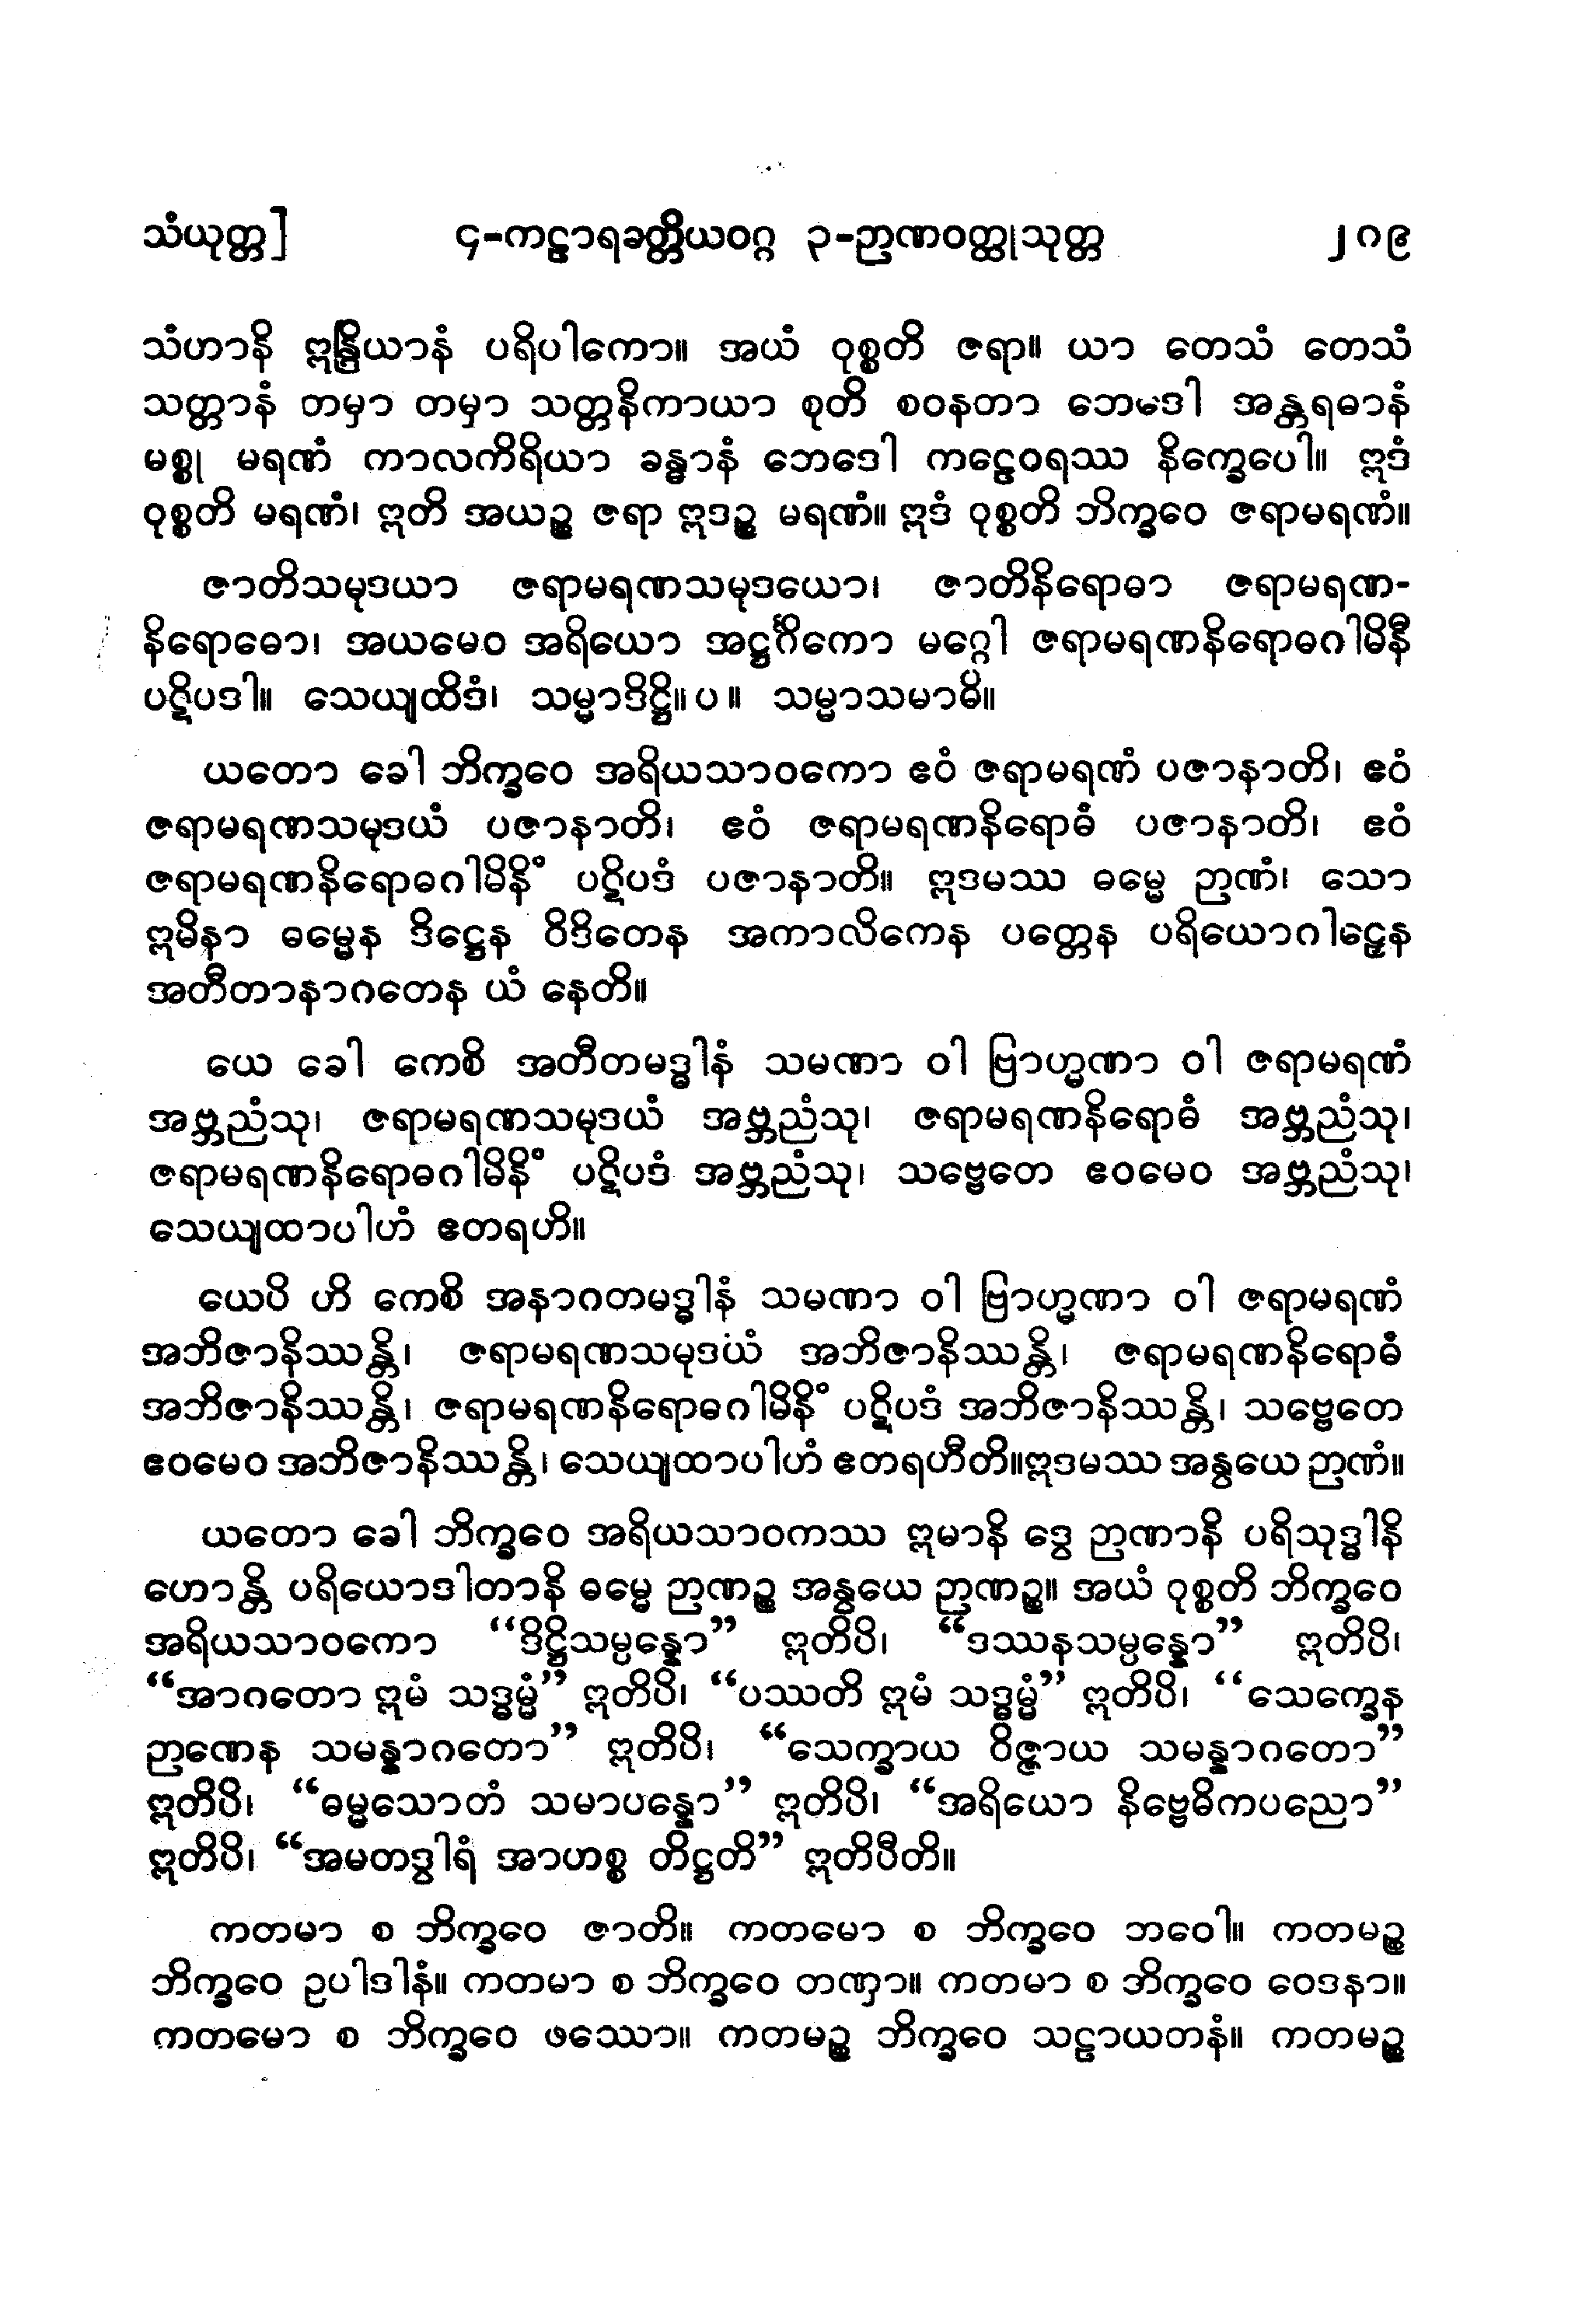 သံယုတ္တ] ၄-ကဠာရခတ္တိယဝဂ္ဂ ၃-ဉာဏဝတ္ထုသုတ္တ ၂၈၉
သံဟာနိ ဣန္ဒြိယာနံ ပရိပါကော။ အယံ ဝုစ္စတိ ဇရာ။ ယာ တေသံ တေသံ
သတ္တာနံ တမှာ တမှာ သတ္တနိကာယာ စုတိ စဝနတာ ဘေဒေါ အန္တရဓာနံ
မစ္စု မရဏံ ကာလကိရိယာ ခန္ဓာနံ ဘေဒေါ ကဠေဝရဿ နိက္ခေပေါ။ ဣဒံ
ဝုစ္စတိ မရဏံ၊ ဣတိ အယဉ္စ ဇရာ ဣဒဉ္စ မရဏံ။ ဣဒံ ဝုစ္စတိ ဘိက္ခဝေ ဇရာမရဏံ။
ဇာတိသမုဒယာ ဇရာမရဏသမုဒယော၊ ဇာတိနိရောဓာ ဇရာမရဏ-
နိရောဓော၊ အယမေဝ အရိယော အဋ္ဌင်္ဂိကော မဂ္ဂေါ ဇရာမရဏနိရောဓဂါမိနီ
ပဋိပဒါ။ သေယျထိဒံ၊ သမ္မာဒိဋ္ဌိ။ ပ ။ သမ္မာသမာဓိ။
ယတော ခေါ ဘိက္ခဝေ အရိယသာဝကော ဧဝံ ဇရာမရဏံ ပဇာနာတိ၊ ဧဝံ
ဇရာမရဏသမုဒယံ ပဇာနာတိ၊ ဧဝံ ဇရာမရဏနိရောဓံ ပဇာနာတိ၊ ဧဝံ
ဇရာမရဏနိရောဓဂါမိနိံ ပဋိပဒံ ပဇာနာတိ။ ဣဒမဿ ဓမ္မေ ဉာဏံ၊ သော
ဣမိနာ ဓမ္မေန ဒိဋ္ဌေန ဝိဒိတေန အကာလိကေန ပတ္တေန ပရိယောဂါဠှေန
အတီတာနာဂတေန ယံ နေတိ။
ယေ ခေါ ကေစိ အတီတမဒ္ဓါနံ သမဏာ ဝါ ဗြာဟ္မဏာ ဝါ ဇရာမရဏံ
အဗ္ဘညံသု၊ ဇရာမရဏသမုဒယံ အဗ္ဘညံသု၊ ဇရာမရဏနိရောဓံ အဗ္ဘညံသု၊
ဇရာမရဏနိရောဓဂါမိနိံ ပဋိပဒံ အဗ္ဘညံသု၊ သဗ္ဗေတေ ဧဝမေဝ အဗ္ဘညံသု၊
သေယျထာပါဟံ ဧတရဟိ။
ယေပိ ဟိ ကေစိ အနာဂတမဒ္ဓါနံ သမဏာ ဝါ ဗြာဟ္မဏာ ဝါ ဇရာမရဏံ
အဘိဇာနိဿန္တိ၊ ဇရာမရဏသမုဒယံ အဘိဇာနိဿန္တိ၊ ဇရာမရဏနိရောဓံ
အဘိဇာနိဿန္တိ၊ ဇရာမရဏနိရောဓဂါမိနိံ ပဋိပဒံ အဘိဇာနိဿန္တိ၊ သဗ္ဗေတေ
ဧဝမေဝ အဘိဇာနိဿန္တိ၊ သေယျထာပါဟံ ဧတရဟီတိ။ဣဒမဿ အန္ဝယေ ဉာဏံ။
ယတော ခေါ ဘိက္ခဝေ အရိယသာဝကဿ ဣမာနိ ဒွေ ဉာဏာနိ ပရိသုဒ္ဓါနိ
ဟောန္တိ ပရိယောဒါတာနိ ဓမ္မေ ဉာဏဉ္စ အန္ဝယေ ဉာဏဉ္စ။ အယံ ဝုစ္စတိ ဘိက္ခဝေ
အရိယသာဝကော “ဒိဋ္ဌိသမ္ပန္နော” ဣတိပိ၊ “ဒဿနသမ္ပန္နော” ဣတိပိ၊
“အာဂတော ဣမံ သဒ္ဓမ္မံ” ဣတိပိ၊ “ပဿတိ ဣမံ သဒ္ဓမ္မံ” ဣတိပိ၊ “သေက္ခေန
ဉာဏေန သမန္နာဂတော” ဣတိပိ၊ “သေက္ခာယ ဝိဇ္ဇာယ သမန္နာဂတော”
ဣတိပိ၊ “ဓမ္မသောတံ သမာပန္နော” ဣတိပိ၊ “အရိယော နိဗ္ဗေဓိကပညော”
ဣတိပိ၊ “အမတဒွါရံ အာဟစ္စ တိဋ္ဌတိ” ဣတိပီတိ။
ကတမာ စ ဘိက္ခဝေ ဇာတိ။ ကတမော စ ဘိက္ခဝေ ဘဝေါ။ ကတမဉ္စ
ဘိက္ခဝေ ဥပါဒါနံ။ ကတမာ စ ဘိက္ခဝေ တဏှာ။ ကတမာ စ ဘိက္ခဝေ ဝေဒနာ။
ကတမော စ ဘိက္ခဝေ ဖဿော။ ကတမဉ္စ ဘိက္ခဝေ သဠာယတနံ။ ကတမဉ္စ